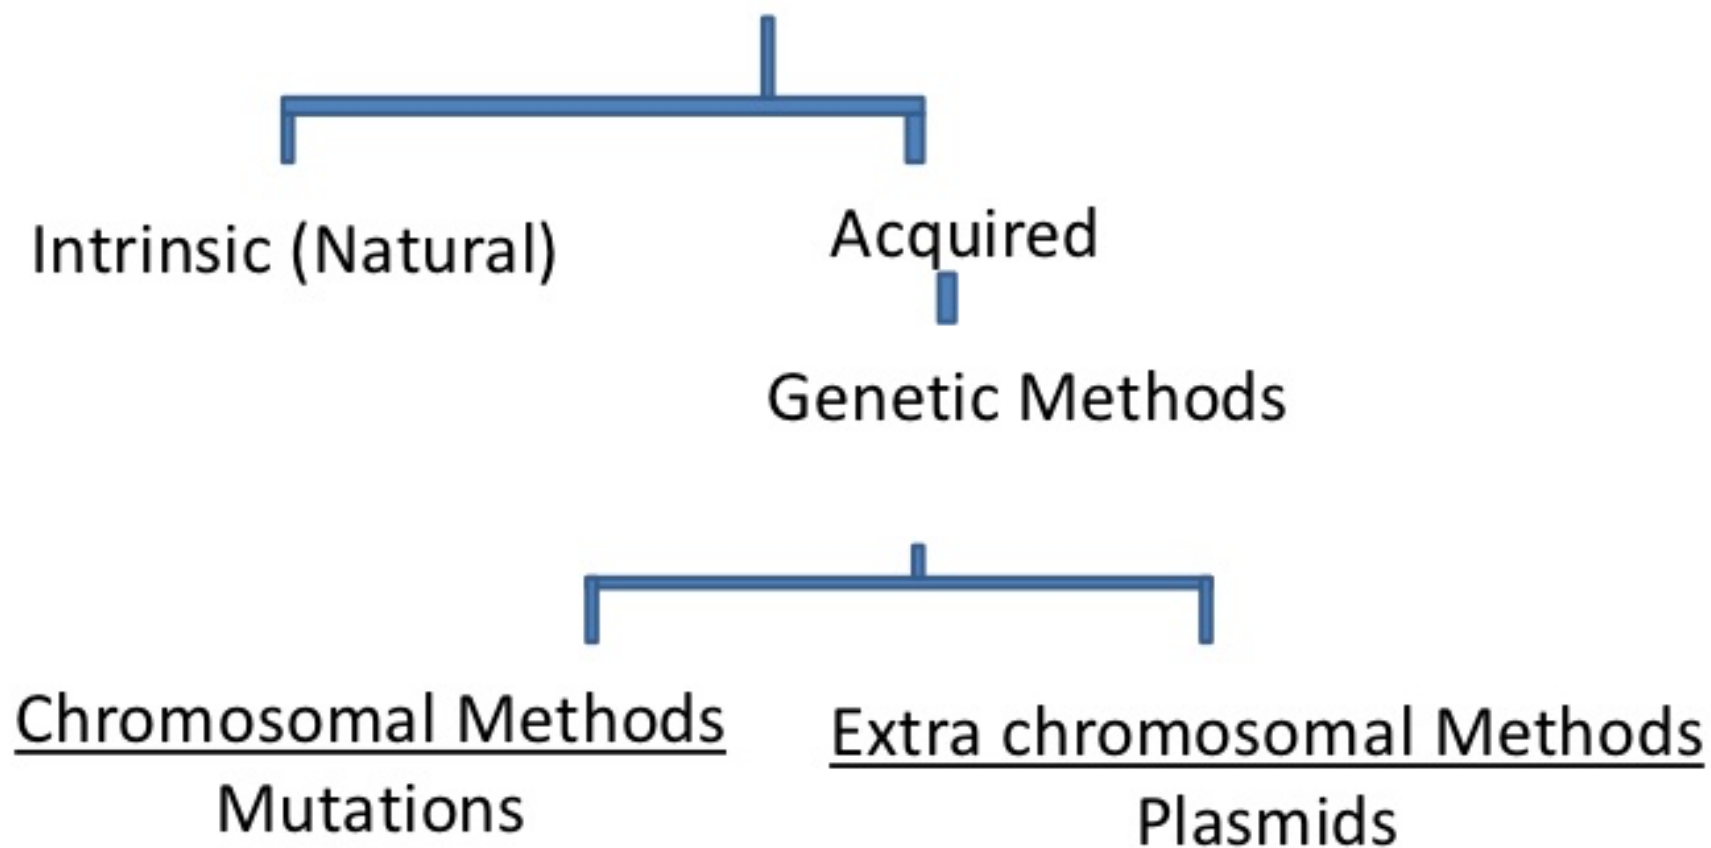 Intrinsic (Natural)
Acquired
Genetic Methods
Chromosomal Methods
Mutations
Extra chromosomal Methods
Plasmids